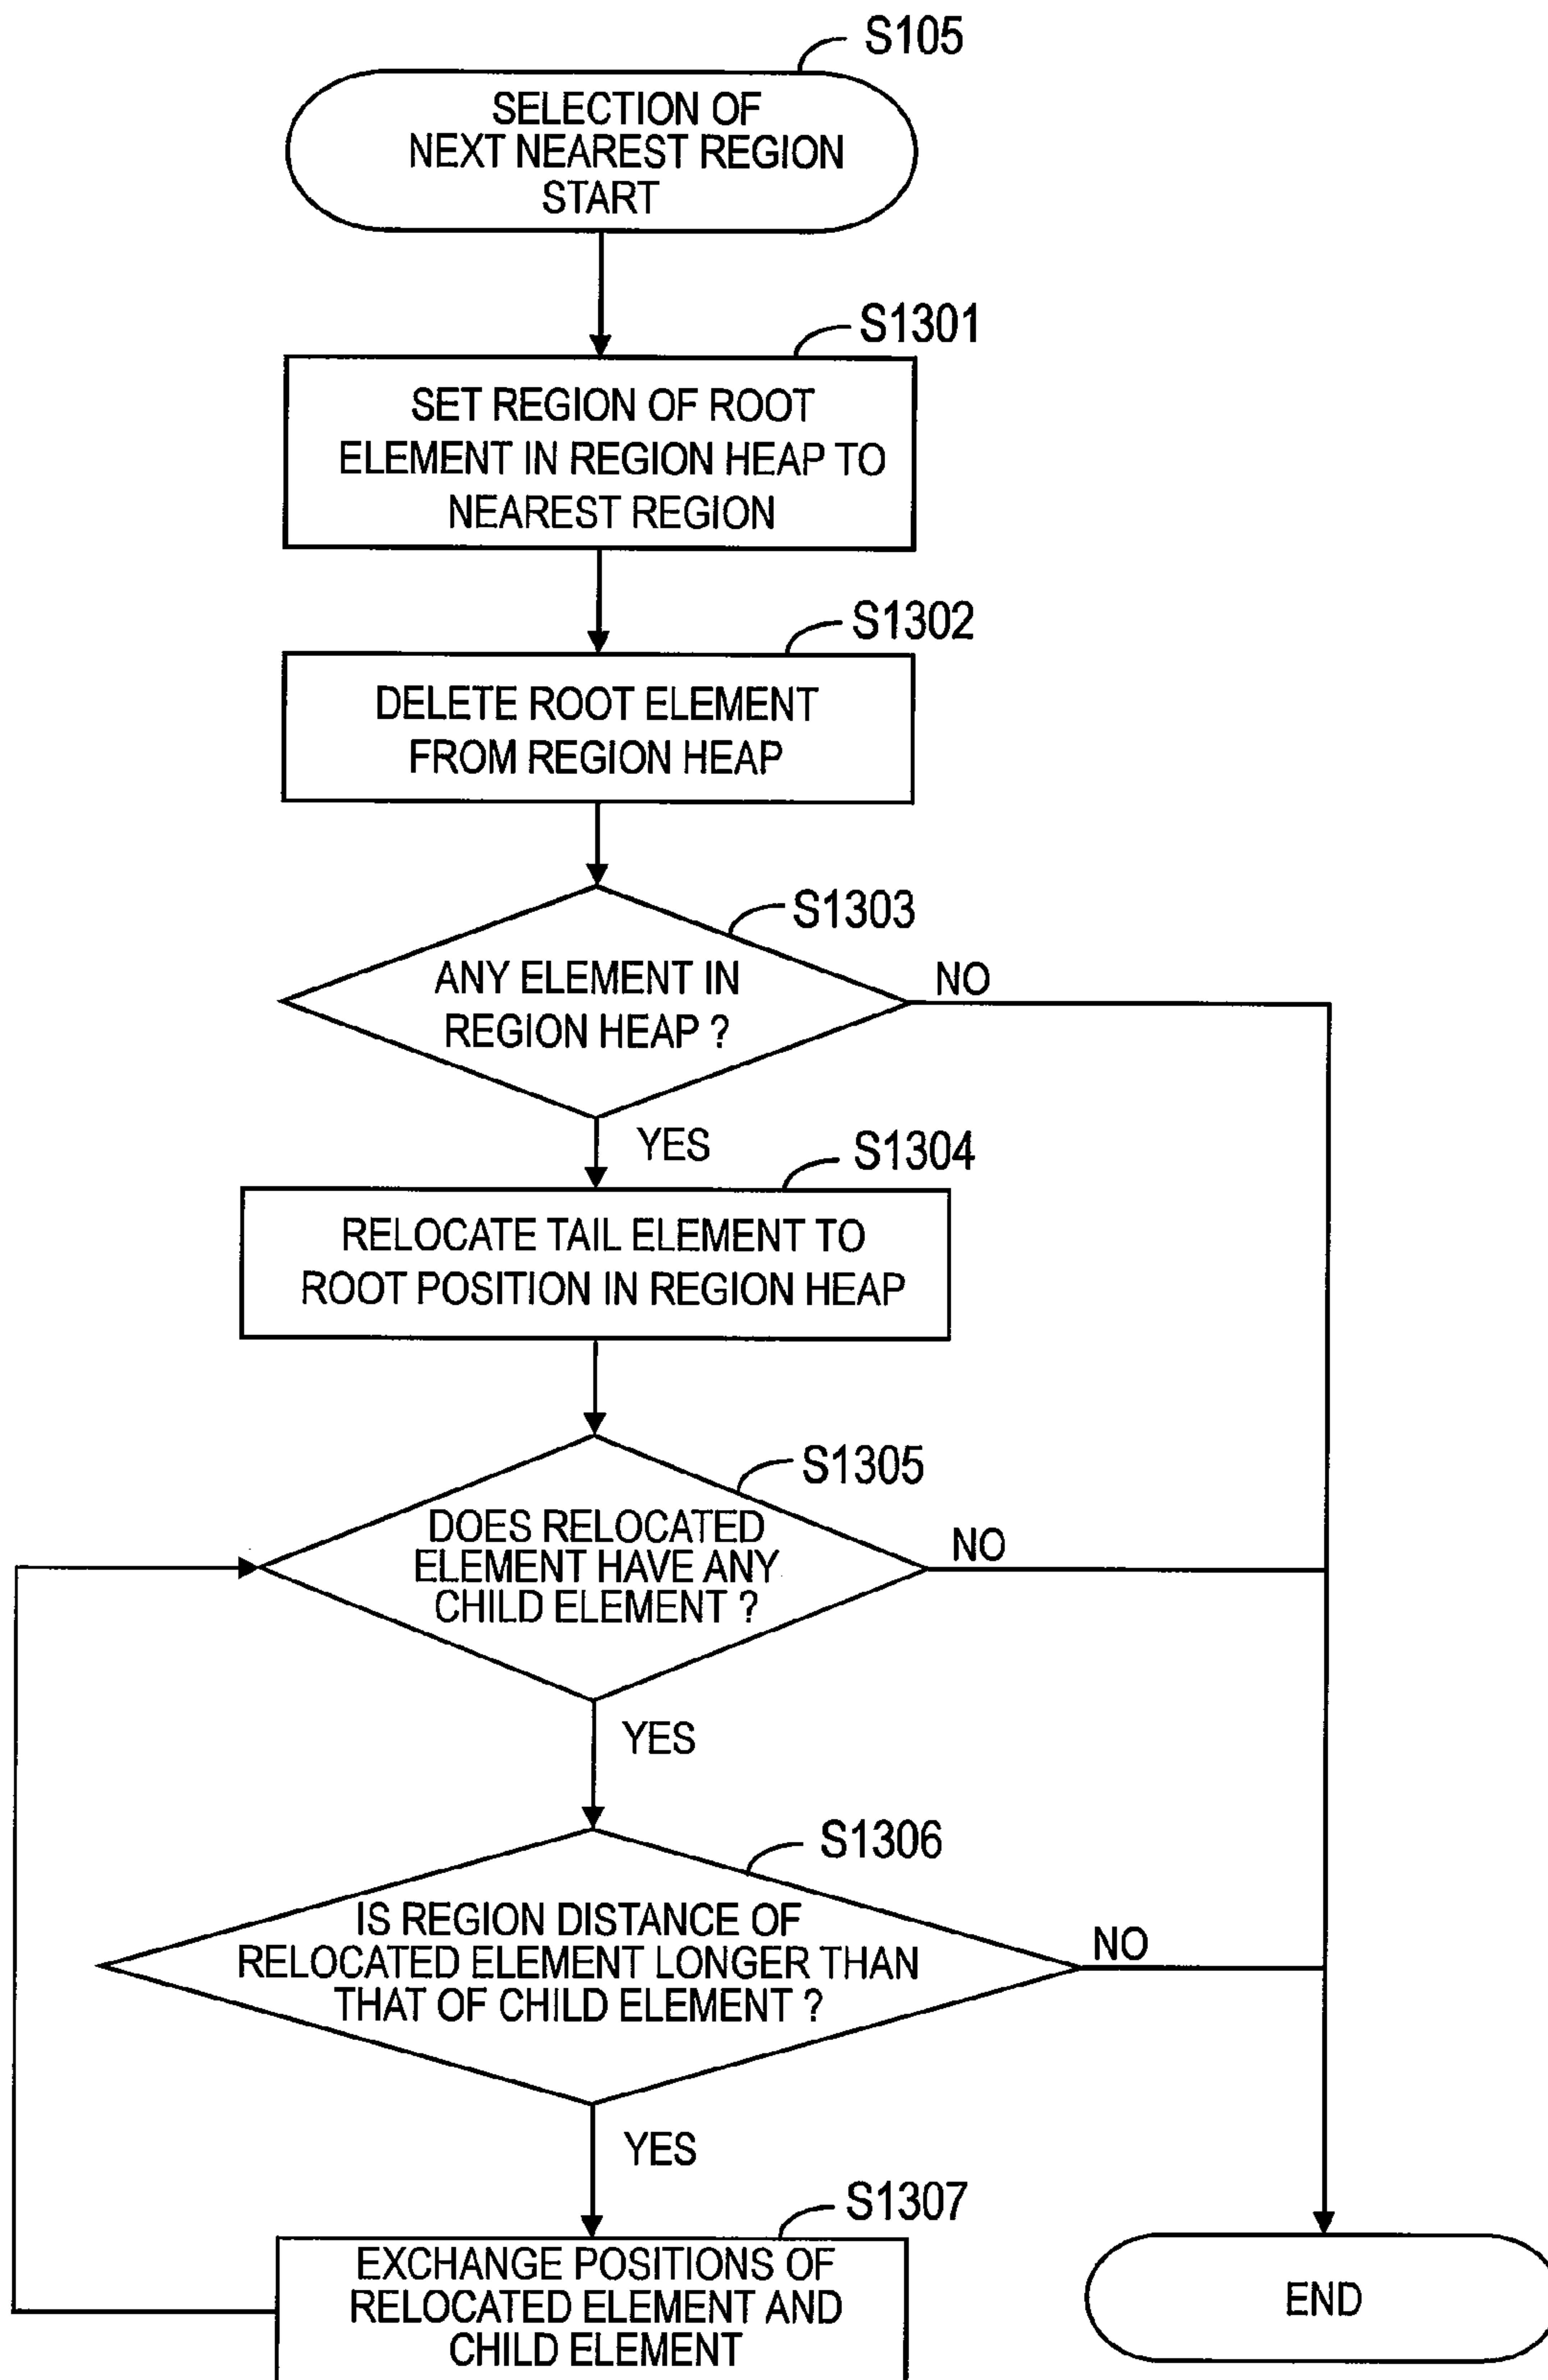 S105
SELECTION OF
NEXT NEAREST REGION
START
S1301
SET REGION OF ROOT
ELEMENT IN REGION HEAP TO
NEAREST REGION
S1302
DELETE ROOT ELEMENT
FROM REGION HEAP
S1303
ANY ELEMENT IN
REGION HEAP ?
NO
YES
S1304
RELOCATE TAIL ELEMENT TO
ROOT POSITION IN REGION HEAP
S1305
DOES RELOCATED
ELEMENT HAVE ANY
CHILD ELEMENT ?
NO
YES
S1306
IS REGION DISTANCE OF
RELOCATED ELEMENT LONGER THAN
THAT OF CHILD ELEMENT ?
NO
YES
S1307
EXCHANGE POSITIONS OF
RELOCATED ELEMENT AND
CHILD ELEMENT
END